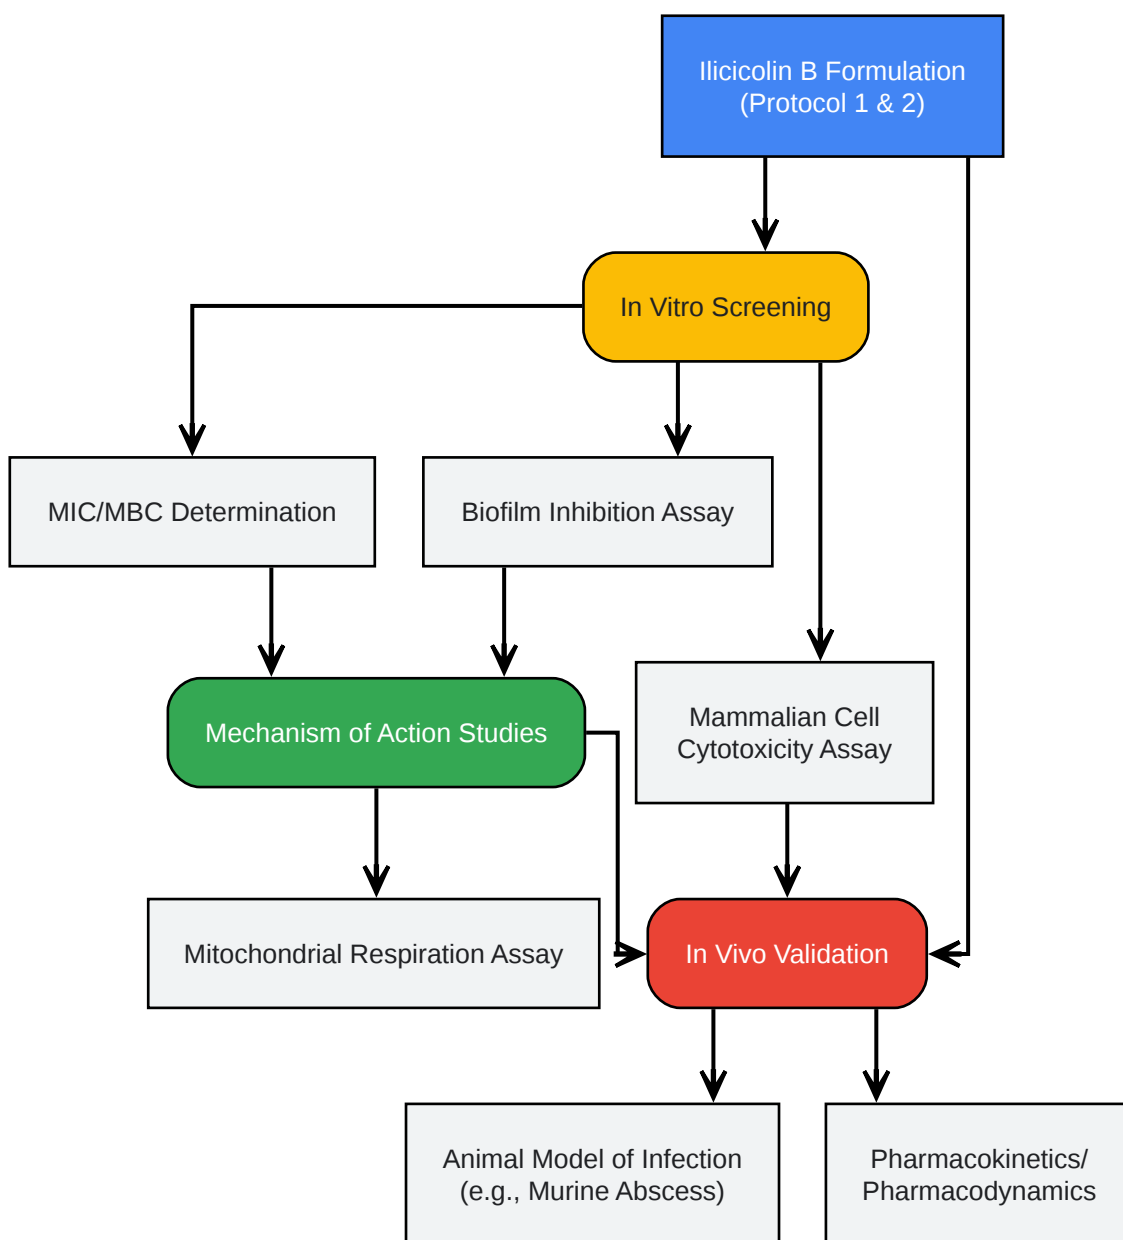 Ilicicolin B Formulation
(Protocol 1 & 2)
In Vitro Screening
MIC/MBC Determination
Biofilm Inhibition Assay
Mechanism of Action Studies
Mammalian Cell
Cytotoxicity Assay
Mitochondrial Respiration Assay
In Vivo Validation
Animal Model of Infection
(e.g., Murine Abscess)
Pharmacokinetics/
Pharmacodynamics